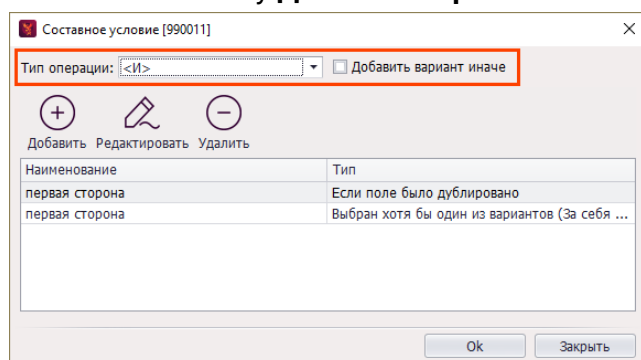 Составное условие [990011]
Тип операции: <И> Добавить вариант иначе
Добавить Редактировать Удалить
Наименование Тип
первая сторона Если поле было дублировано
первая сторона Выбран хотя бы один из вариантов (За себя ...
Ok Закрыть